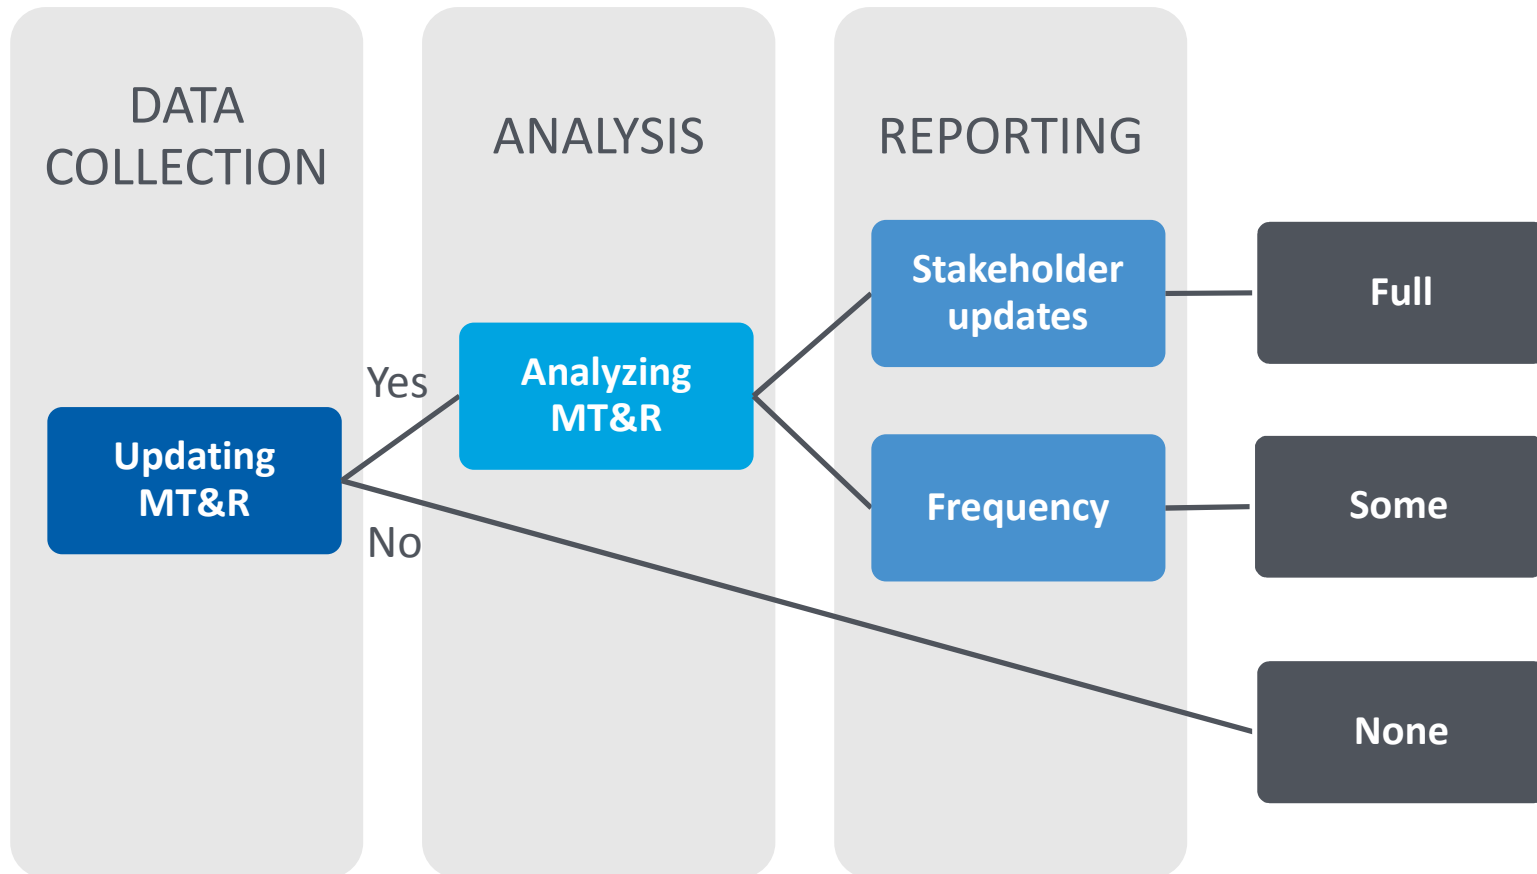 DATA
COLLECTION
ANALYSIS
REPORTING
Updating
MT&R
Yes
No
Analyzing
MT&R
Stakeholder
updates
Frequency
Full
Some
None